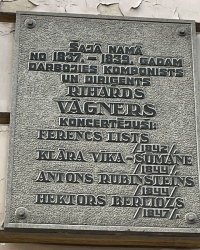 ŠAJĀ NAMĀ
NO 1837. – 1839. GADAM
DARBOJIES KOMPONISTS
UN DIRIĢENTS
RIHARDS
VĀGNERS
KONCERTĒJUŠI:
FERENCS LISTS
/1842/
KLĀRA VĪKA-ŠŪMANE
/1844/
ANTONS RUBINŠTEINS
/1844/
HEKTORS BERLIOZS
/1847/.